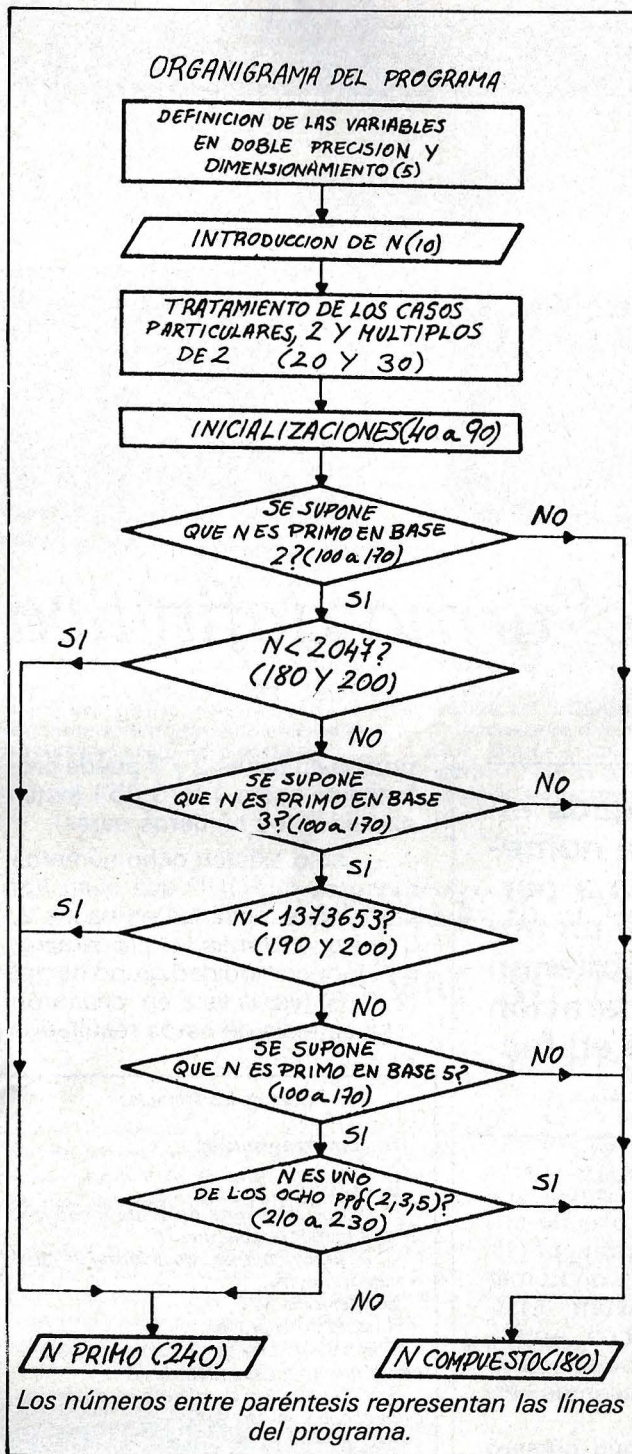 ORGANIGRAMA DEL PROGRAMA
DEFINICION DE LAS VARIABLES
EN DOBLE PRECISION Y
DIMENSIONAMIENTO (5)
INTRODUCCION DE N (10)
TRATAMIENTO DE LOS CASOS
PARTICULARES, 2 Y MULTIPLOS
DE 2 (20 Y 30)
INICIALIZACIONES (40 a 90)
SE SUPONE
QUE N ES PRIMO EN BASE
2? (100 a 170)
NO
SI
N < 2047?
(180 Y 200)
SI
NO
SE SUPONE
QUE N ES PRIMO EN BASE
3? (100 a 170)
NO
SI
N < 1373653?
(190 Y 200)
SI
NO
SE SUPONE
QUE N ES PRIMO EN BASE 5?
(100 a 170)
NO
SI
N ES UNO
DE LOS OCHO ppf (2,3,5)?
(210 a 230)
SI
NO
N PRIMO (240)
N COMPUESTO (180)
Los números entre paréntesis representan las líneas
del programa.